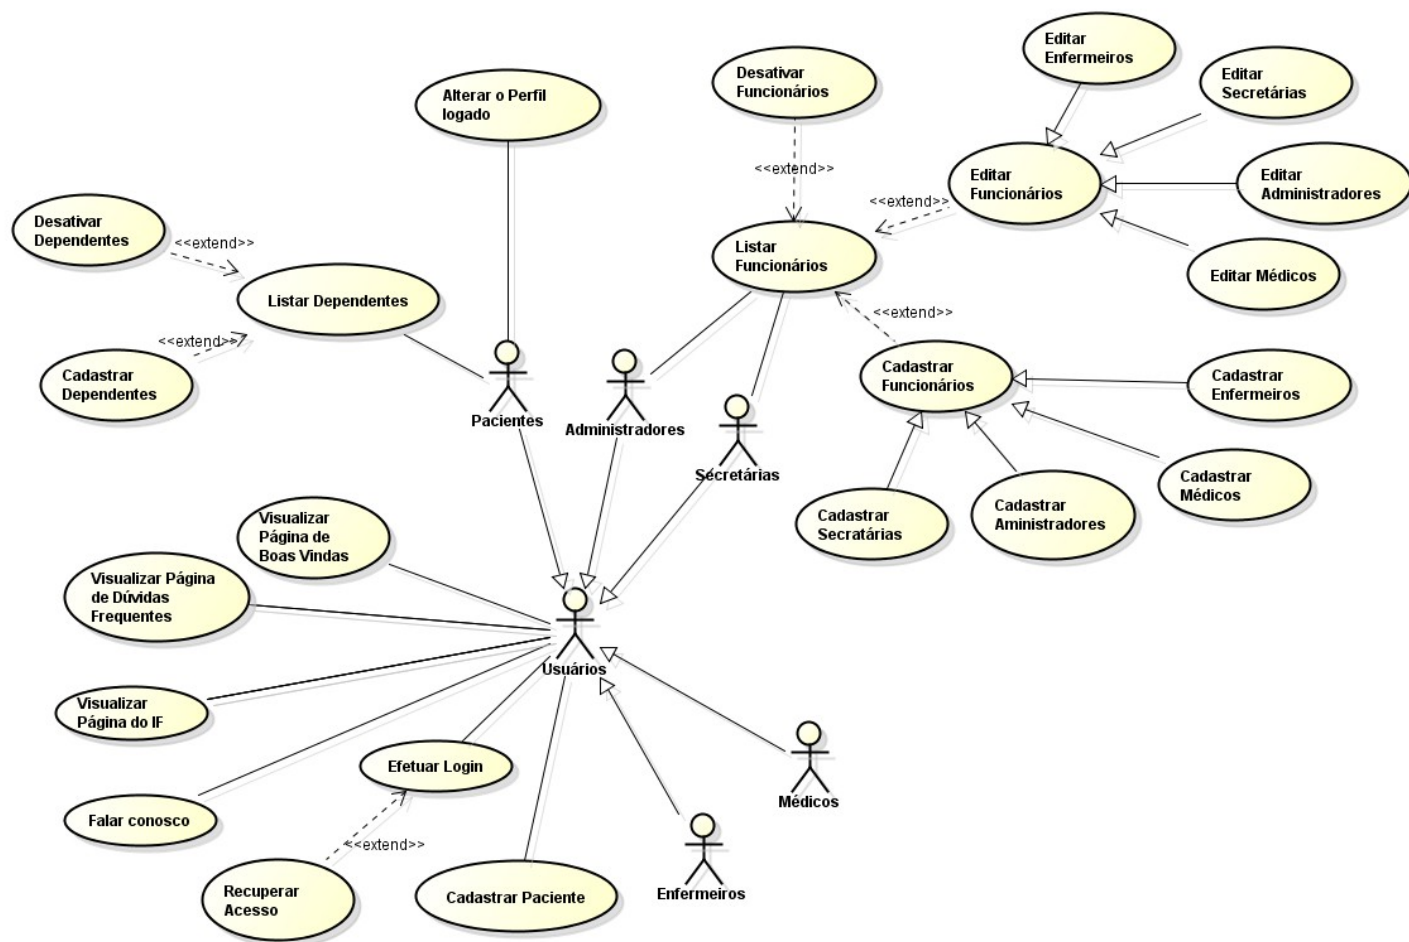 Editar
Enfermeiros
Desativar
Funcionários
Editar
Secretárias
Alterar o Perfil
logado
<<extend>>
Editar
Funcionários
Editar
Administradores
Desativar
Dependentes
<<extend>>
<<extend>>
Listar
Funcionários
Editar Médicos
Listar Dependentes
<<extend>>
<<extend>>
Cadastrar
Dependentes
Cadastrar
Funcionários
Cadastrar
Enfermeiros
Pacientes
Administradores
Secretárias
Cadastrar
Médicos
Cadastrar
Secratárias
Cadastrar
Aministradores
Visualizar
Página de
Boas Vindas
Visualizar Página
de Dúvidas
Frequentes
Usuários
Visualizar
Página do IF
Efetuar Login
Médicos
Falar conosco
<<extend>>
Recuperar
Acesso
Cadastrar Paciente
Enfermeiros